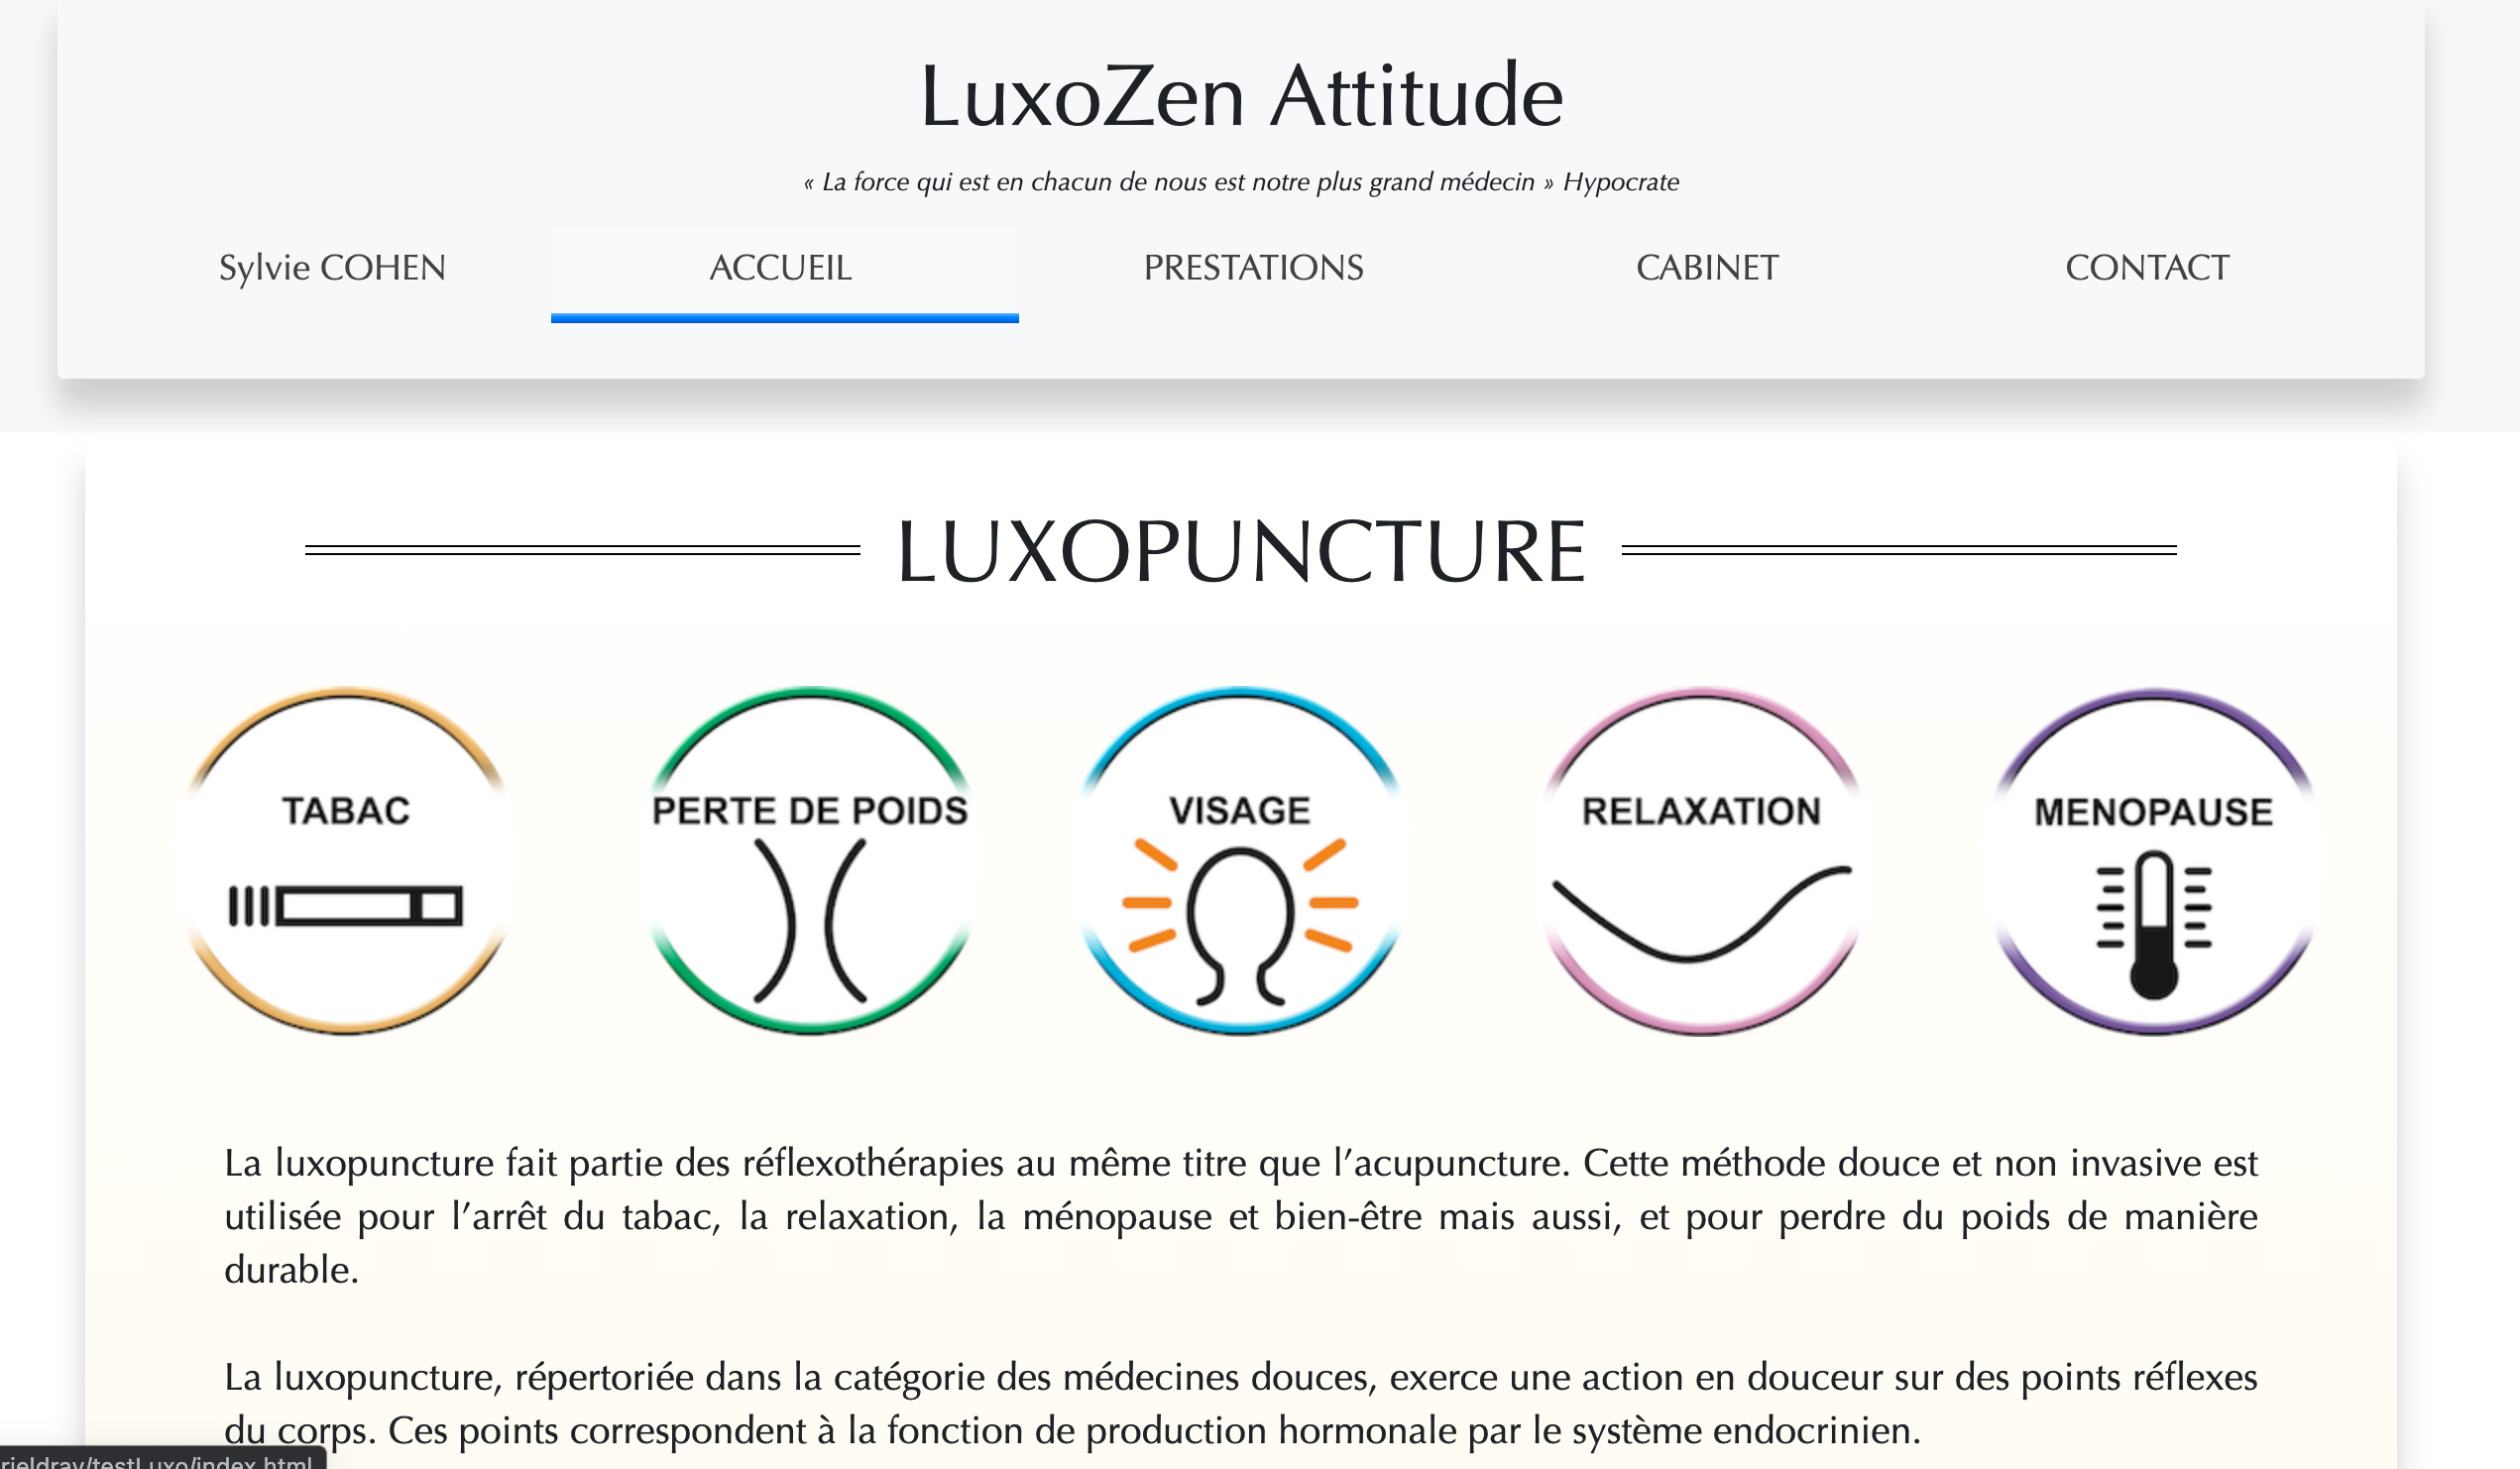 LuxoZen Attitude
« La force qui est en chacun de nous est notre plus grand médecin » Hypocrate
Sylvie COHEN ACCUEIL PRESTATIONS CABINET CONTACT
LUXOPUNCTURE
TABAC PERTE DE POIDS VISAGE RELAXATION MENOPAUSE
La luxopuncture fait partie des réflexothérapies au même titre que l’acupuncture. Cette méthode douce et non invasive est
utilisée pour l’arrêt du tabac, la relaxation, la ménopause et bien-être mais aussi, et pour perdre du poids de manière
durable.
La luxopuncture, répertoriée dans la catégorie des médecines douces, exerce une action en douceur sur des points réflexes
du corps. Ces points correspondent à la fonction de production hormonale par le système endocrinien.
rieldray/testLuxo/index.html